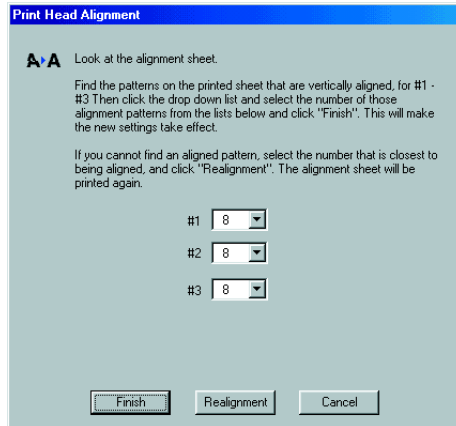 Print Head Alignment
A▸A Look at the alignment sheet.
Find the patterns on the printed sheet that are vertically aligned, for #1 -
#3 Then click the drop down list and select the number of those
alignment patterns from the lists below and click "Finish". This will make
the new settings take effect.
If you cannot find an aligned pattern, select the number that is closest to
being aligned, and click "Realignment". The alignment sheet will be
printed again.
#1 8
#2 8
#3 8
Finish Realignment Cancel